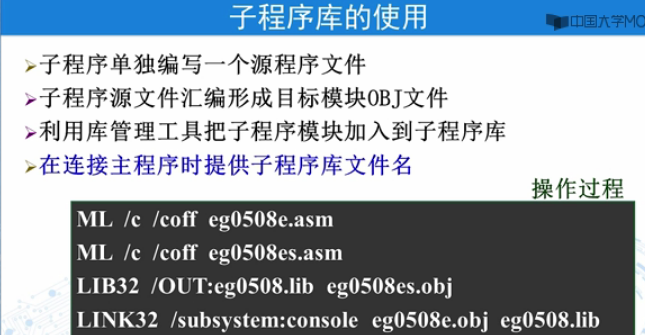 子程序库的使用
中国大学MO
➢子程序单独编写一个源程序文件
➢子程序源文件汇编形成目标模块OBJ文件
➢利用库管理工具把子程序模块加入到子程序库
➢在连接主程序时提供子程序库文件名
操作过程
ML /c /coff eg0508e.asm
ML /c /coff eg0508es.asm
LIB32 /OUT:eg0508.lib eg0508es.obj
LINK32 /subsystem:console eg0508e.obj eg0508.lib